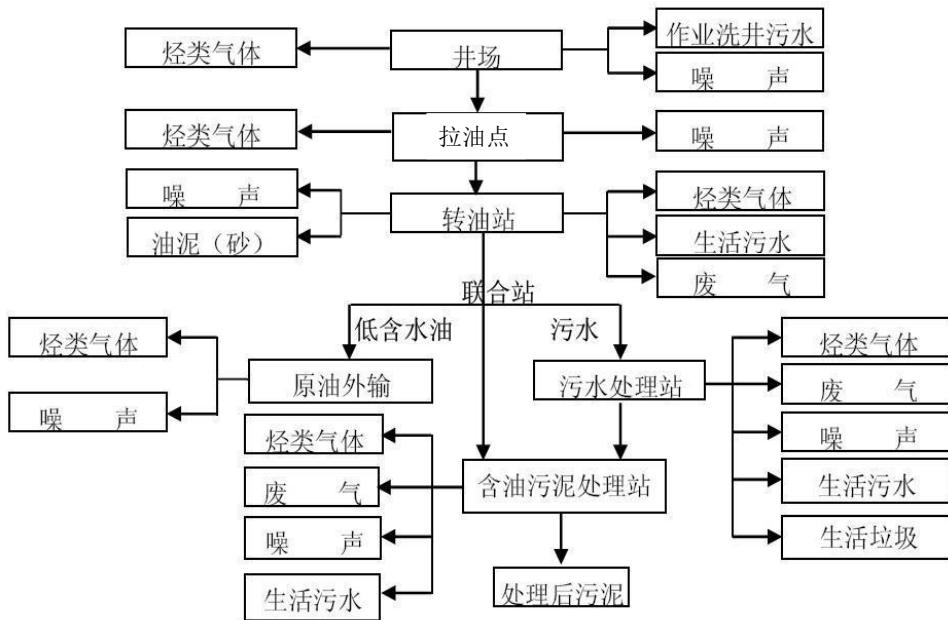 烃类气体
井场
作业洗井污水
噪 声
烃类气体
拉油点
噪 声
噪 声
油泥（砂）
转油站
烃类气体
生活污水
废 气
联合站
低含水油
污水
烃类气体
噪 声
原油外输
污水处理站
烃类气体
废 气
噪 声
生活污水
生活垃圾
烃类气体
废 气
噪 声
生活污水
含油污泥处理站
处理后污泥